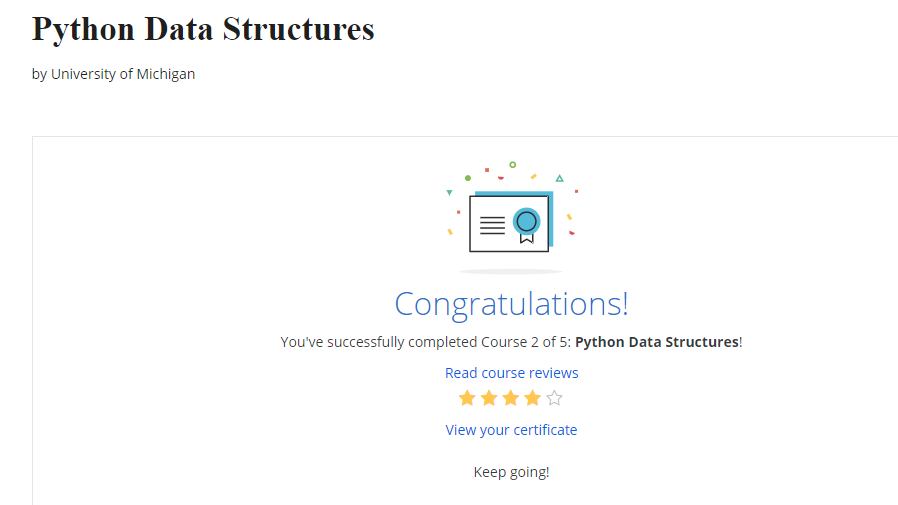 Python Data Structures
by University of Michigan
Congratulations!
You've successfully completed Course 2 of 5: Python Data Structures!
Read course reviews
View your certificate
Keep going!